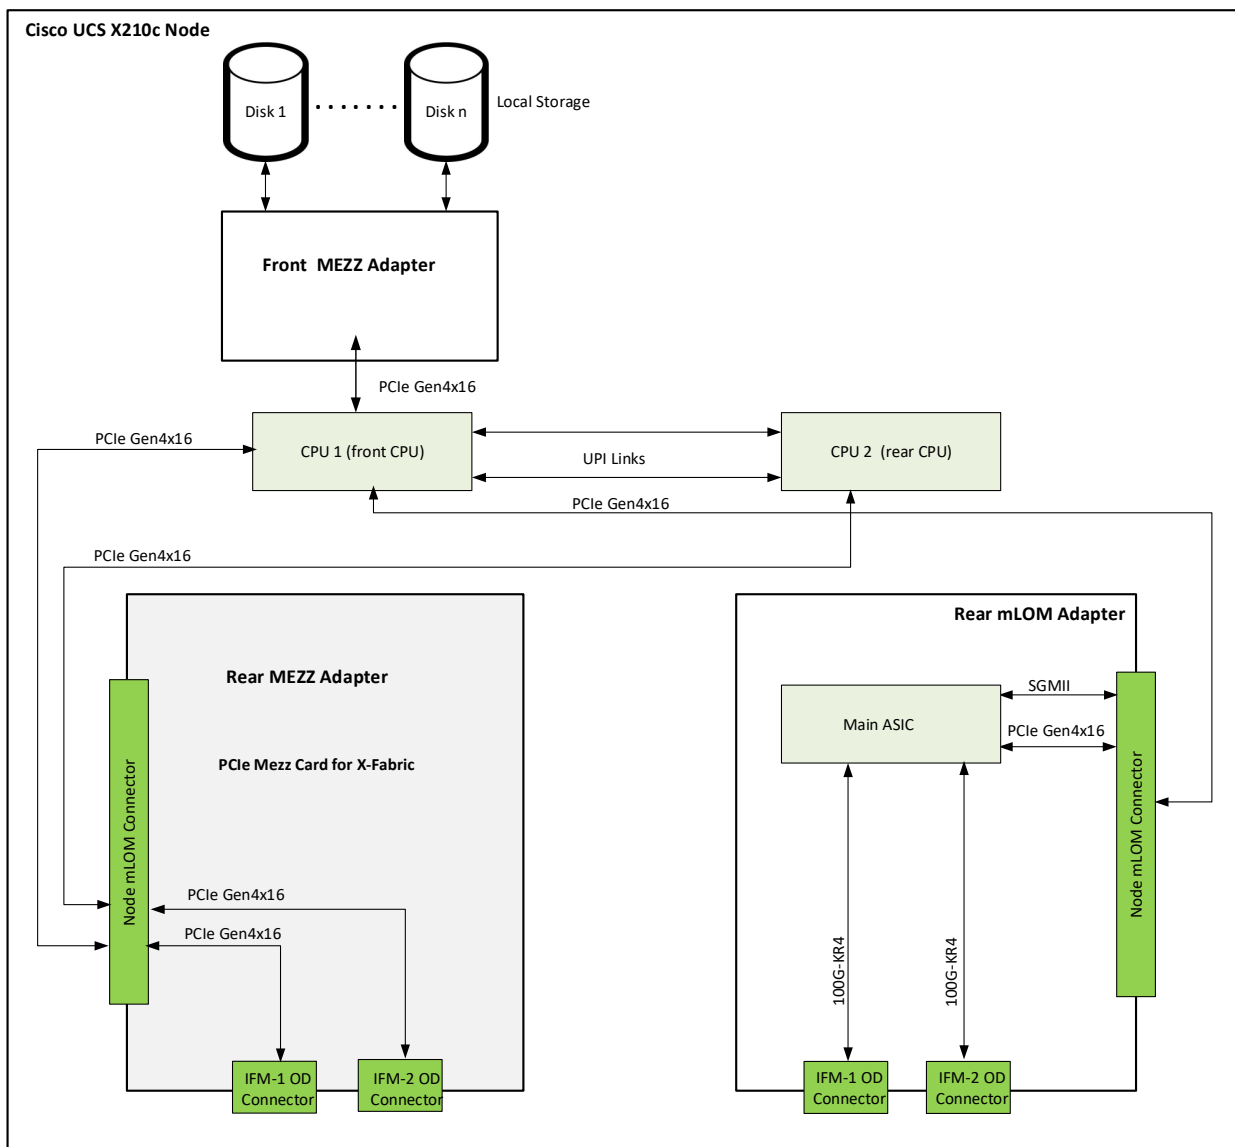 Cisco UCS X210c Node
Disk 1
Disk n
Local Storage
Front MEZZ Adapter
PCIe Gen4x16
PCIe Gen4x16
CPU 1 (front CPU)
UPI Links
CPU 2 (rear CPU)
PCIe Gen4x16
PCIe Gen4x16
Rear MEZZ Adapter
PCIe Mezz Card for X-Fabric
Node mLOM Connector
PCIe Gen4x16
PCIe Gen4x16
IFM-1 OD
Connector
IFM-2 OD
Connector
Rear mLOM Adapter
Main ASIC
SGMII
PCIe Gen4x16
Node mLOM Connector
100G-KR4
100G-KR4
IFM-1 OD
Connector
IFM-2 OD
Connector